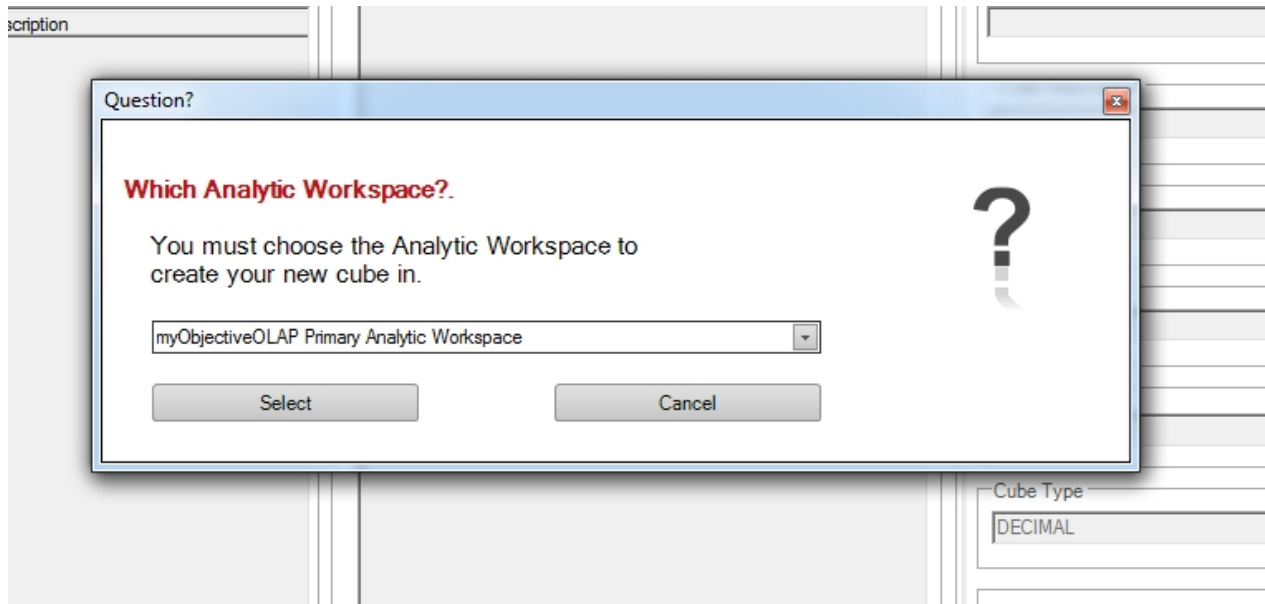 scription
Question?
Which Analytic Workspace?.
You must choose the Analytic Workspace to
create your new cube in.
myObjectiveOLAP Primary Analytic Workspace
Select
Cancel
Cube Type
DECIMAL